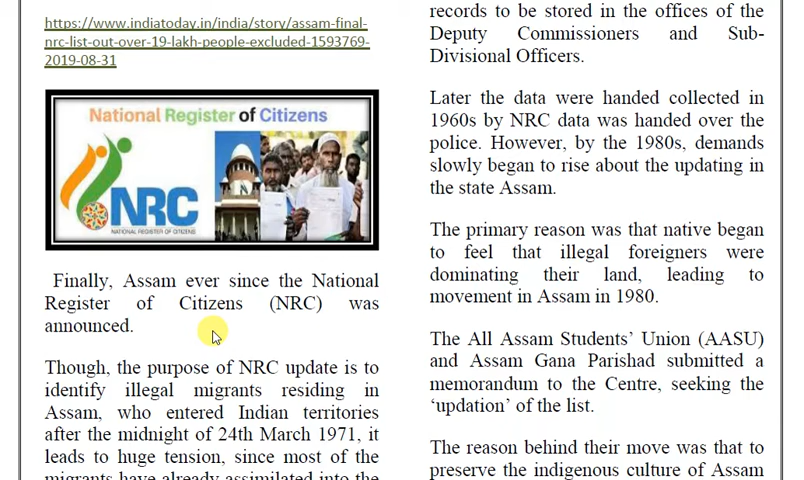 https://www.indiatoday.in/india/story/assam-final-
nrc-list-out-over-19-lakh-people-excluded-1593769-
2019-08-31
National Register of Citizens
NRC
NATIONAL REGISTER OF CITIZENS
Finally, Assam ever since the National
Register of Citizens (NRC) was
announced.
Though, the purpose of NRC update is to
identify illegal migrants residing in
Assam, who entered Indian territories
after the midnight of 24th March 1971, it
leads to huge tension, since most of the
migrants have already assimilated into the
records to be stored in the offices of the
Deputy Commissioners and Sub-
Divisional Officers.
Later the data were handed collected in
1960s by NRC data was handed over the
police. However, by the 1980s, demands
slowly began to rise about the updating in
the state Assam.
The primary reason was that native began
to feel that illegal foreigners were
dominating their land, leading to
movement in Assam in 1980.
The All Assam Students’ Union (AASU)
and Assam Gana Parishad submitted a
memorandum to the Centre, seeking the
‘updation’ of the list.
The reason behind their move was that to
preserve the indigenous culture of Assam